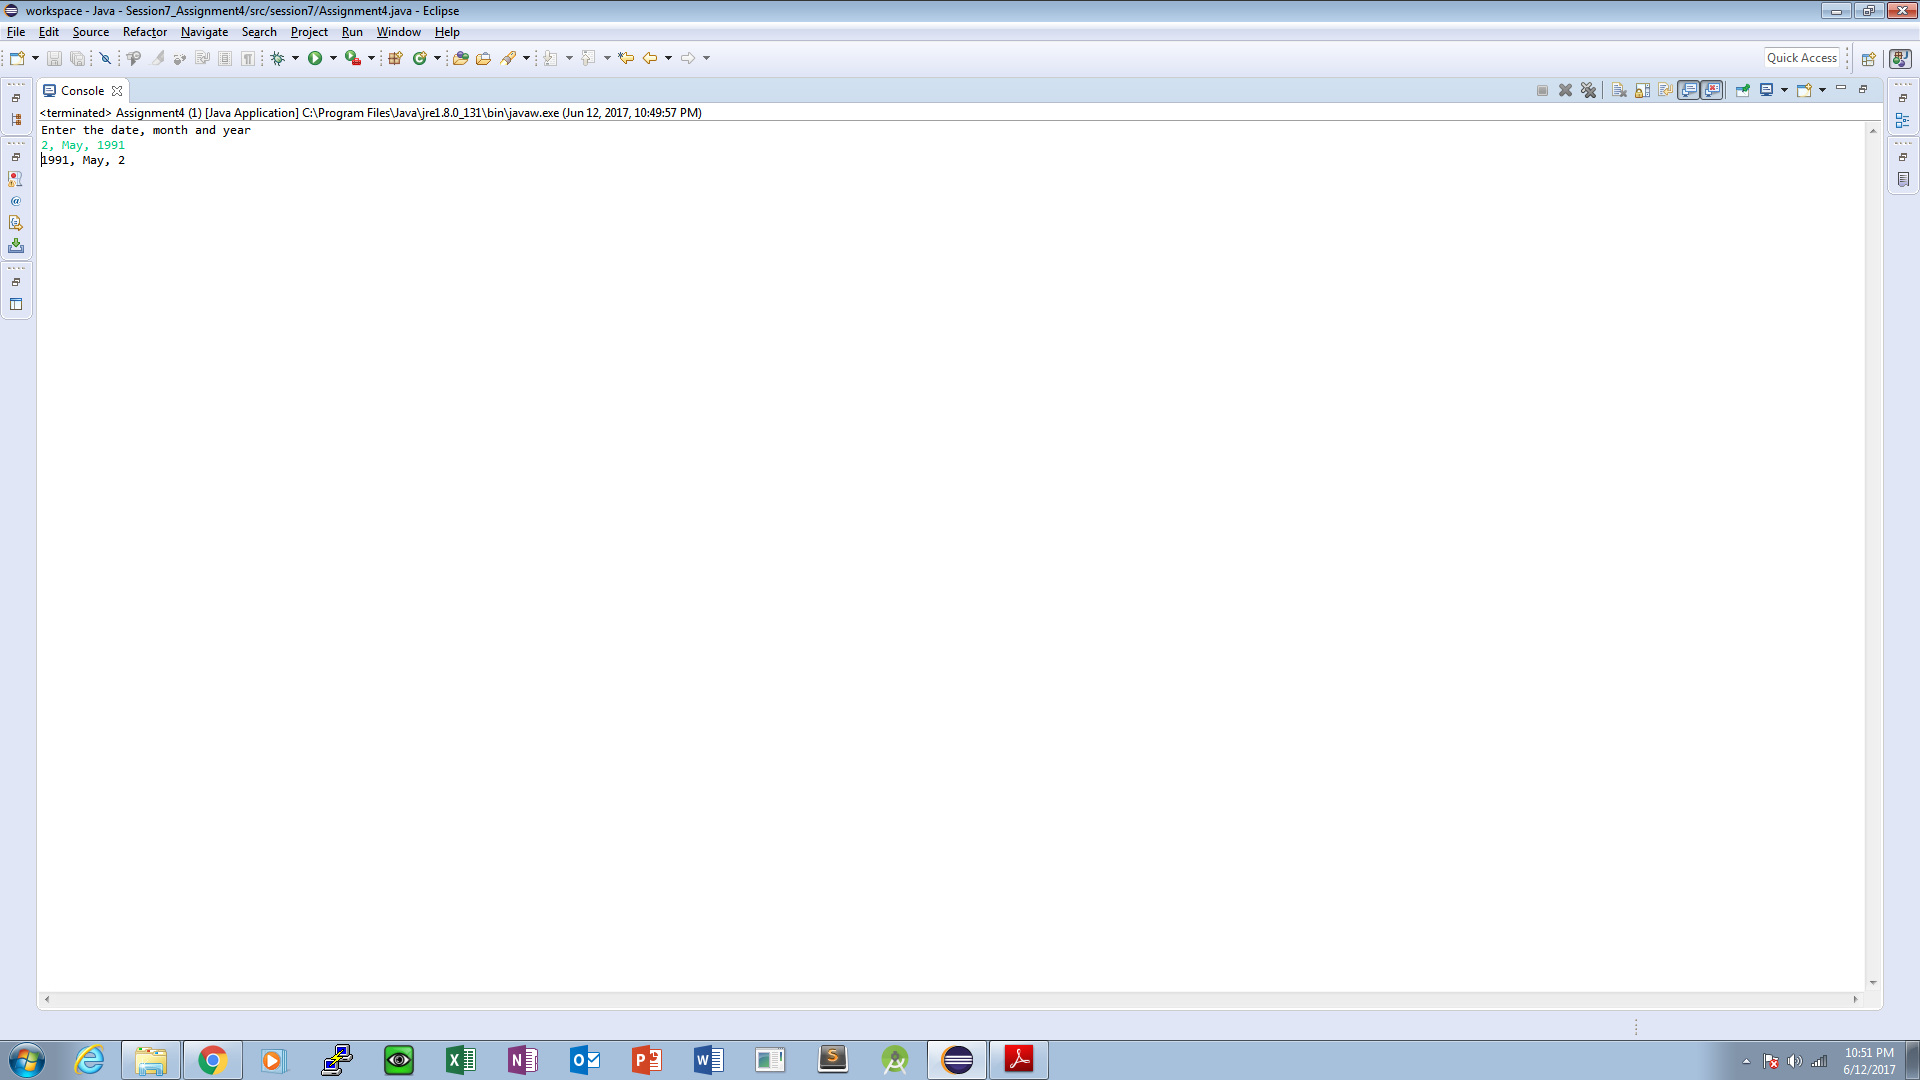 workspace - Java - Session7_Assignment4/src/session7/Assignment4.java - Eclipse
File Edit Source Refactor Navigate Search Project Run Window Help
Quick Access
Console
<terminated> Assignment4 (1) [Java Application] C:\Program Files\Java\jre1.8.0_131\bin\javaw.exe (Jun 12, 2017, 10:49:57 PM)
Enter the date, month and year
2, May, 1991
1991, May, 2
10:51 PM
6/12/2017